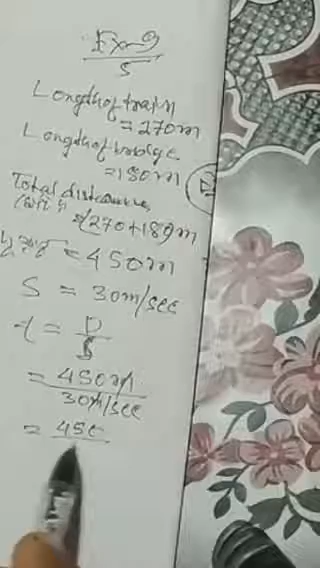 Ex-9
5
Length of train
= 270m
Length of bridge
= 180m
Total distance
= (270+180)m
= 450m
S = 30m/sec
t = D
S
= 450m
30m/sec
= 450